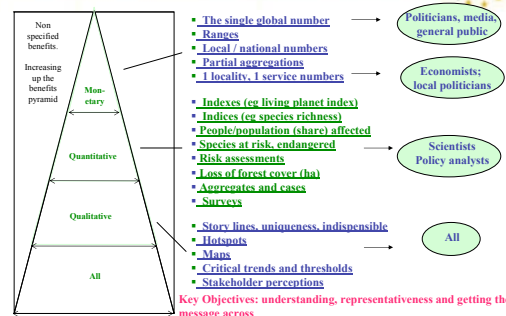 Non
specified
benefits.
Increasing
up the
benefits
pyramid
Mon-
etary
Quantitative
Qualitative
All
The single global number
Ranges
Local / national numbers
Partial aggregations
1 locality, 1 service numbers
Indexes (eg living planet index)
Indices (eg species richness)
People/population (share) affected
Species at risk, endangered
Risk assessments
Loss of forest cover (ha)
Aggregates and cases
Surveys
Story lines, uniqueness, indispensible
Hotspots
Maps
Critical trends and thresholds
Stakeholder perceptions
Politicians, media,
general public
Economists;
local politicians
Scientists
Policy analysts
All
Key Objectives: understanding, representativeness and getting the
message across